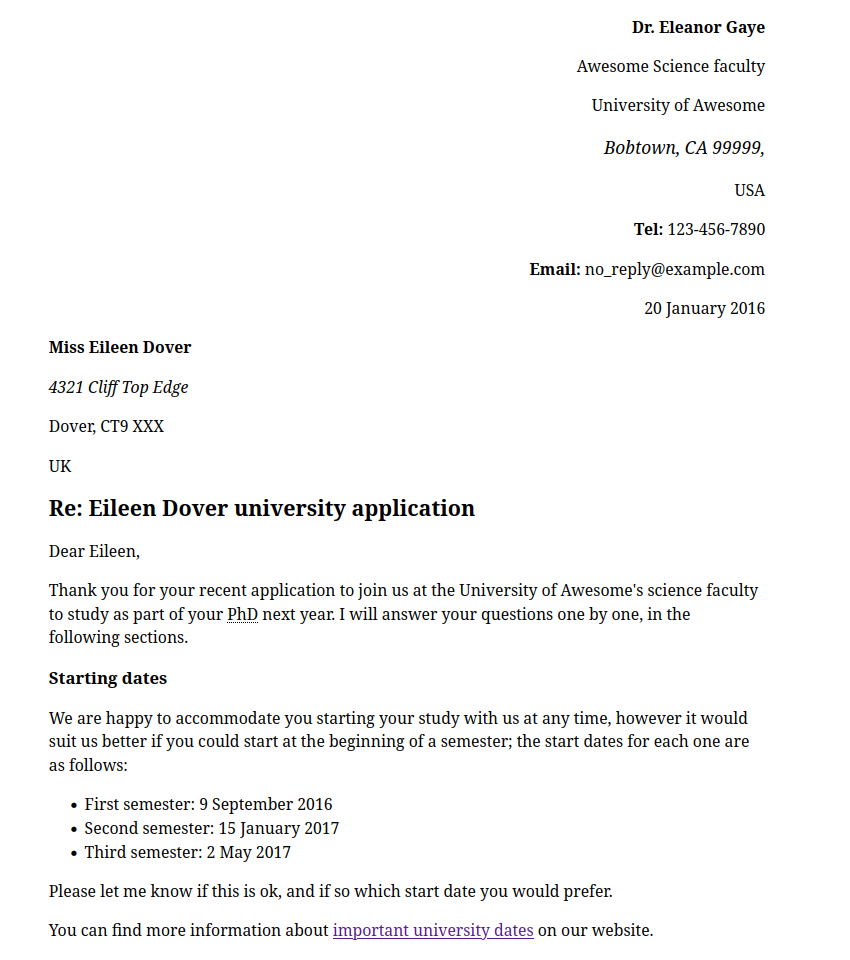 Dr. Eleanor Gaye
Awesome Science faculty
University of Awesome
Bobtown, CA 99999,
USA
Tel: 123-456-7890
Email: no_reply@example.com
20 January 2016
Miss Eileen Dover
4321 Cliff Top Edge
Dover, CT9 XXX
UK
Re: Eileen Dover university application
Dear Eileen,
Thank you for your recent application to join us at the University of Awesome's science faculty
to study as part of your PhD next year. I will answer your questions one by one, in the
following sections.
Starting dates
We are happy to accommodate you starting your study with us at any time, however it would
suit us better if you could start at the beginning of a semester; the start dates for each one are
as follows:
• First semester: 9 September 2016
• Second semester: 15 January 2017
• Third semester: 2 May 2017
Please let me know if this is ok, and if so which start date you would prefer.
You can find more information about important university dates on our website.